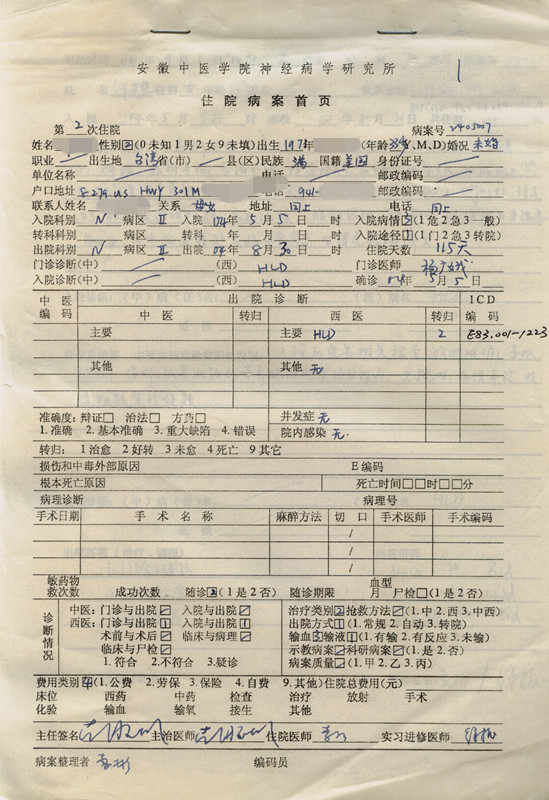 安徽中医学院神经病学研究所
1
住院病案首页
第2次住院 病案号 2405007
姓名 性别2(0未知1男2女9未填)出生1971年 (年龄 岁Y、M、D)婚况 未婚
职业 出生地 台湾省(市) 县(区)民族 满 国籍 美国 身份证号
单位名称 电话 邮政编码
户口地址 8279.US HWY 301N 电话:941- 邮政编码
联系人姓名 关系 母女 地址 同上 电话 同上
入院科别 N 病区 II 入院 04年5月5日 时 入院病情3(1危2急3一般)
转科科别 病区 转科 年 月 日 时 入院途径1(1门2急3转院)
出院科别 N 病区 II 出院 04年8月30日 时 住院天数 115天
门诊诊断(中) (西) HLD 门诊医师
入院诊断(中) (西) HLD 确诊 04年5月5日
中医 出院诊断 ICD
编码 中医 转归 西医 转归 编码
主要 主要 HLD 2 E83.001-1223
其他 其他 无
准确度:辩证□ 治法□ 方药□ 并发症 无
1.准确 2.基本准确 3.重大缺陷 4.错误 院内感染 无.
转归: 1治愈 2好转 3未愈 4死亡 9其它
损伤和中毒外部原因 E编码
根本死亡原因 死亡时间□□时□□分
病理诊断 病理号
手术日期 手术名称 麻醉方法 切口 手术医师 手术编码
/
/
/
敏药物 血型
救次数 成功次数 随诊2(1是2否) 随诊期限 月 尸检□(1是2否)
诊断情况
中医:门诊与出院 入院与出院 治疗类别2抢救方法(1.中2.西3.中西)
西医:门诊与出院1 入院与出院1 出院方式1(1.常规2.自动3.转院)
术前与术后 临床与病理 输血3输液1(1.有输2.有反应3.未输)
临床与尸检 示教病案科研病案(1.是2.否)
1.符合 2.不符合 3.疑诊 病案质量(1.甲2.乙3.丙)
费用类别4(1.公费 2.劳保 3.保险 4.自费 9.其他)住院总费用(元)
床位 西药 中药 检查 治疗 放射 手术
化验 输血 输氧 接生 其他
主任签名 主治医师 住院医师 实习进修医师
病案整理者 编码员